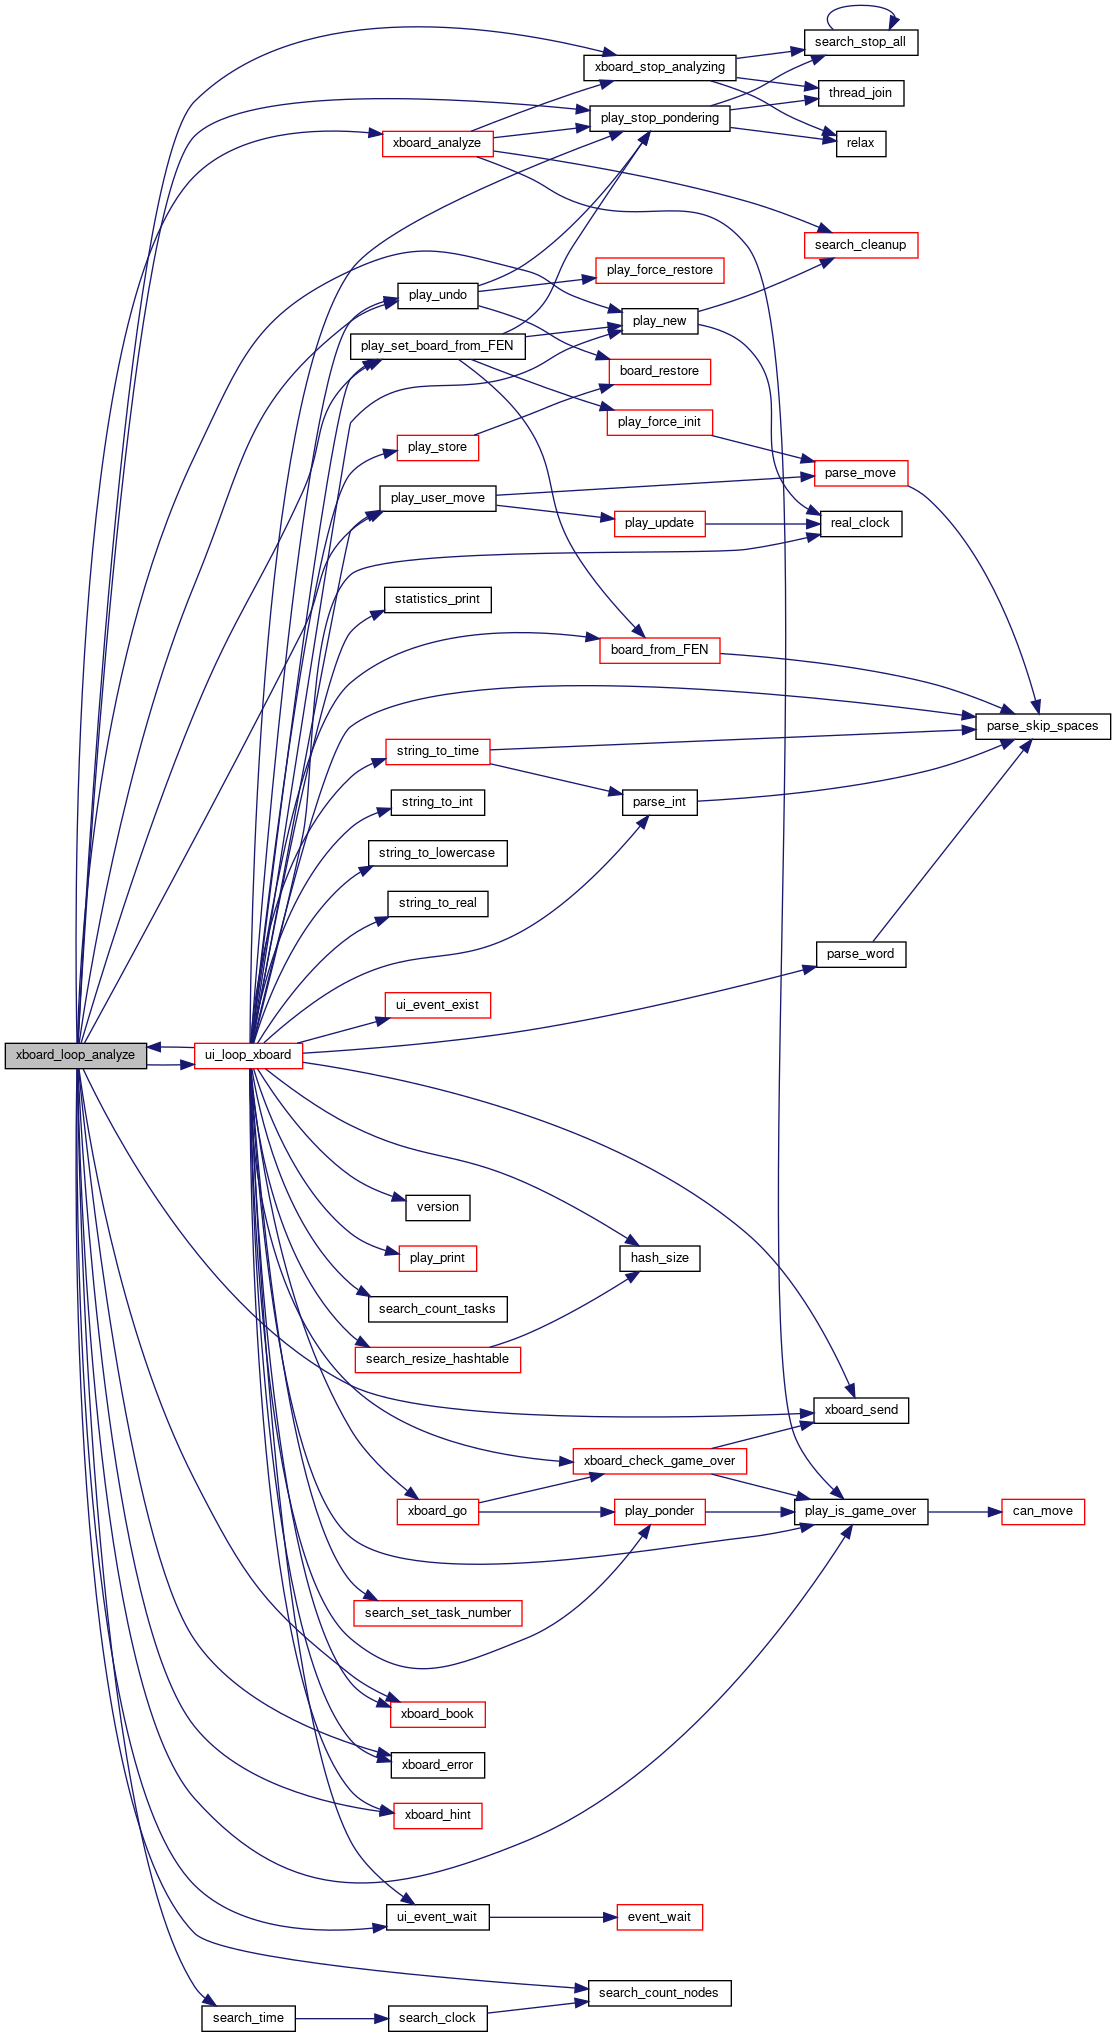 search_stop_all
xboard_stop_analyzing
thread_join
play_stop_pondering
xboard_analyze
relax
search_cleanup
play_force_restore
play_undo
play_new
play_set_board_from_FEN
board_restore
play_force_init
play_store
parse_move
play_user_move
play_update
real_clock
statistics_print
board_from_FEN
parse_skip_spaces
string_to_time
string_to_int
parse_int
string_to_lowercase
string_to_real
parse_word
ui_event_exist
xboard_loop_analyze
ui_loop_xboard
version
play_print
hash_size
search_count_tasks
search_resize_hashtable
xboard_send
xboard_check_game_over
xboard_go
play_ponder
play_is_game_over
can_move
search_set_task_number
xboard_book
xboard_error
xboard_hint
ui_event_wait
event_wait
search_count_nodes
search_time
search_clock